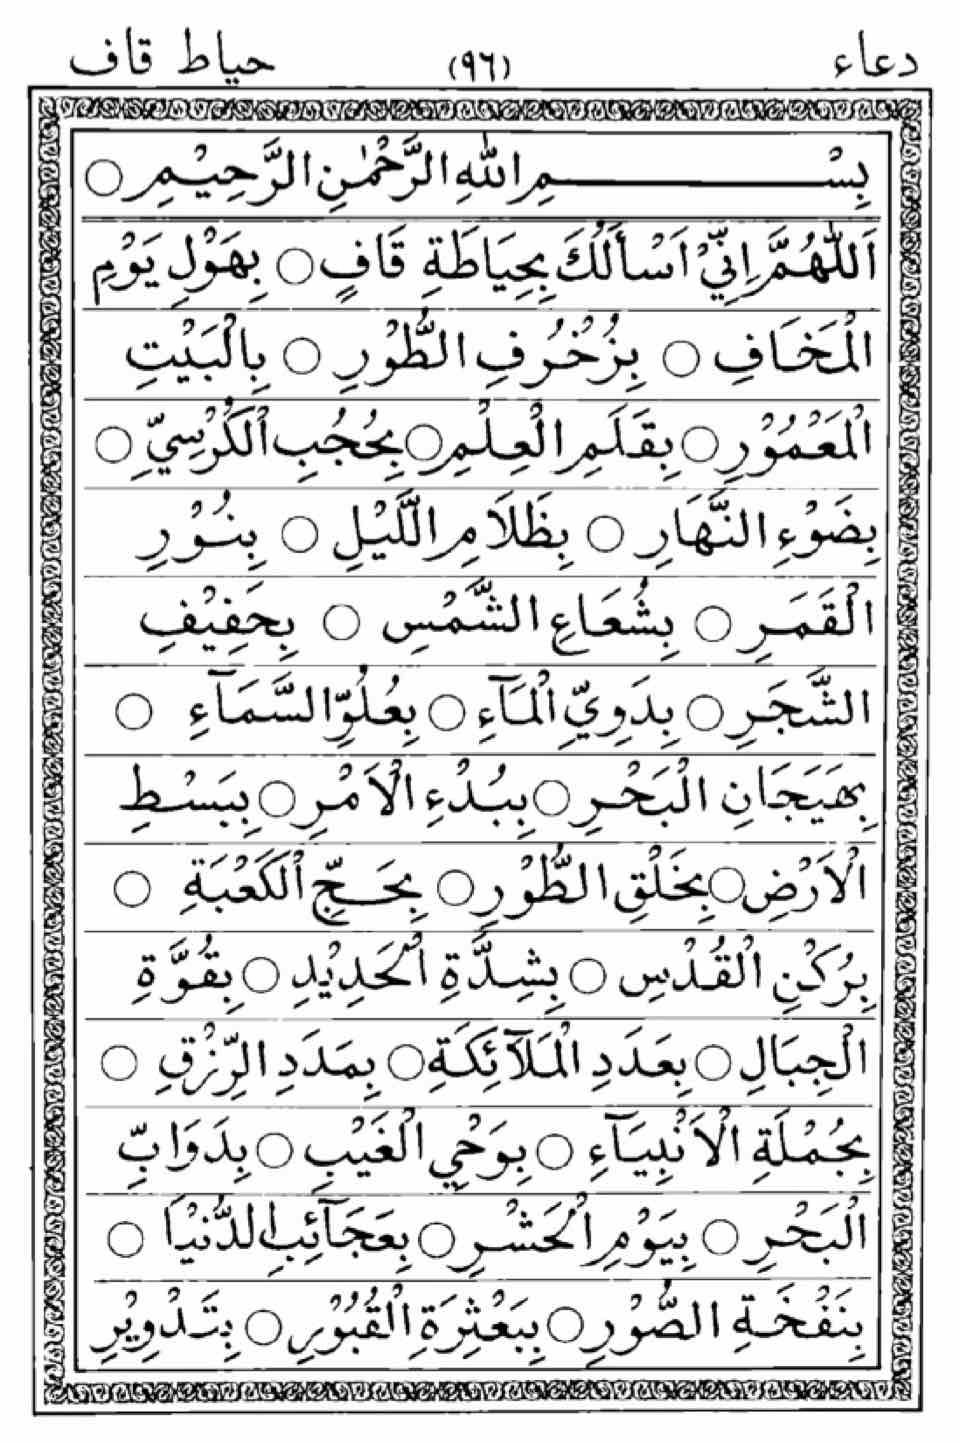 دعاء (٩٦) حياط قاف
بِسْــــــمِ اللّٰهِ الرَّحْمٰنِ الرَّحِيْمِ ○
اَللّٰهُمَّ اِنِّيْ اَسْأَلُكَ بِحِيَاطَةِ قَافٍ ○ بِهَوْلِ يَوْمِ
الْمَخَافِ ○ بِزُخْرُفِ الطُّوْرِ ○ بِالْبَيْتِ
الْمَعْمُوْرِ ○ بِقَلَمِ الْعِلْمِ ○ بِحُجُبِ الْكُرْسِيِّ ○
بِضَوْءِ النَّهَارِ ○ بِظَلَامِ اللَّيْلِ ○ بِنُوْرِ
الْقَمَرِ ○ بِشُعَاعِ الشَّمْسِ ○ بِحَفِيْفِ
الشَّجَرِ ○ بِدَوِيِّ الْمَآءِ ○ بِعُلُوِّ السَّمَآءِ ○
بِهَيَجَانِ الْبَحْرِ ○ بِبُدْءِ الْاَمْرِ ○ بِبَسْطِ
الْاَرْضِ ○ بِخَلْقِ الطُّوْرِ ○ بِحَجِّ الْكَعْبَةِ ○
بِرُكْنِ الْقُدْسِ ○ بِشِدَّةِ الْحَدِيْدِ ○ بِقُوَّةِ
الْجِبَالِ ○ بِعَدَدِ الْمَلَآئِكَةِ ○ بِمَدَدِ الرِّزْقِ ○
بِجُمْلَةِ الْاَنْبِيَآءِ ○ بِوَحْيِ الْغَيْبِ ○ بِدَوَابِّ
الْبَحْرِ ○ بِيَوْمِ الْحَشْرِ ○ بِعَجَآئِبِ الدُّنْيَا ○
بِنَفْخَةِ الصُّوْرِ ○ بِبَعْثِرَةِ الْقُبُوْرِ ○ بِتَدْوِيْرِ